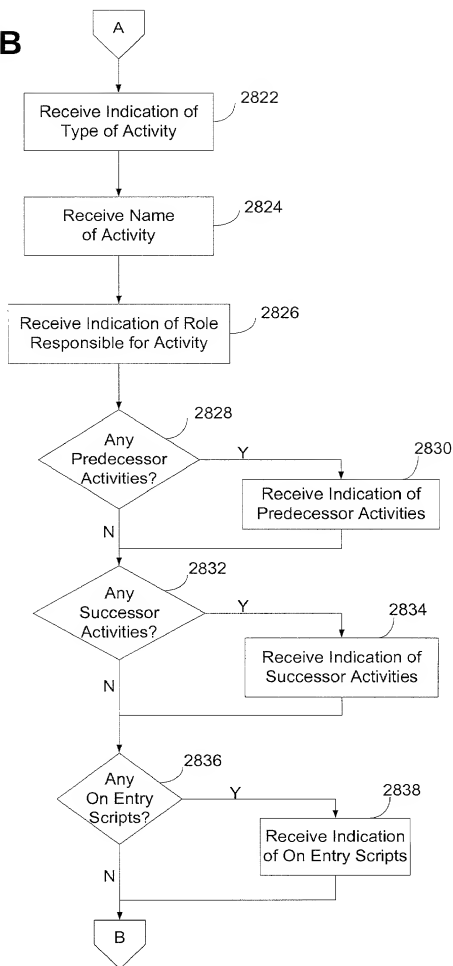 B
A
2822
Receive Indication of
Type of Activity
2824
Receive Name
of Activity
2826
Receive Indication of Role
Responsible for Activity
2828
Any
Predecessor
Activities?
Y
2830
Receive Indication of
Predecessor Activities
N
2832
Any
Successor
Activities?
Y
2834
Receive Indication of
Successor Activities
N
2836
Any
On Entry
Scripts?
Y
2838
Receive Indication
of On Entry Scripts
N
B